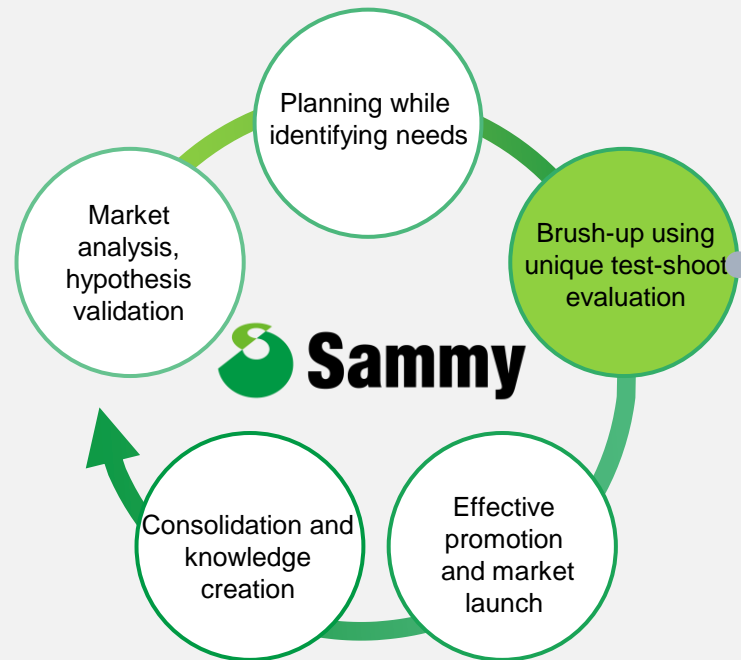 Planning while
identifying needs
Market
analysis,
hypothesis
validation
Brush-up using
unique test-shoot
evaluation
Sammy
Consolidation and
knowledge
creation
Effective
promotion
and market
launch